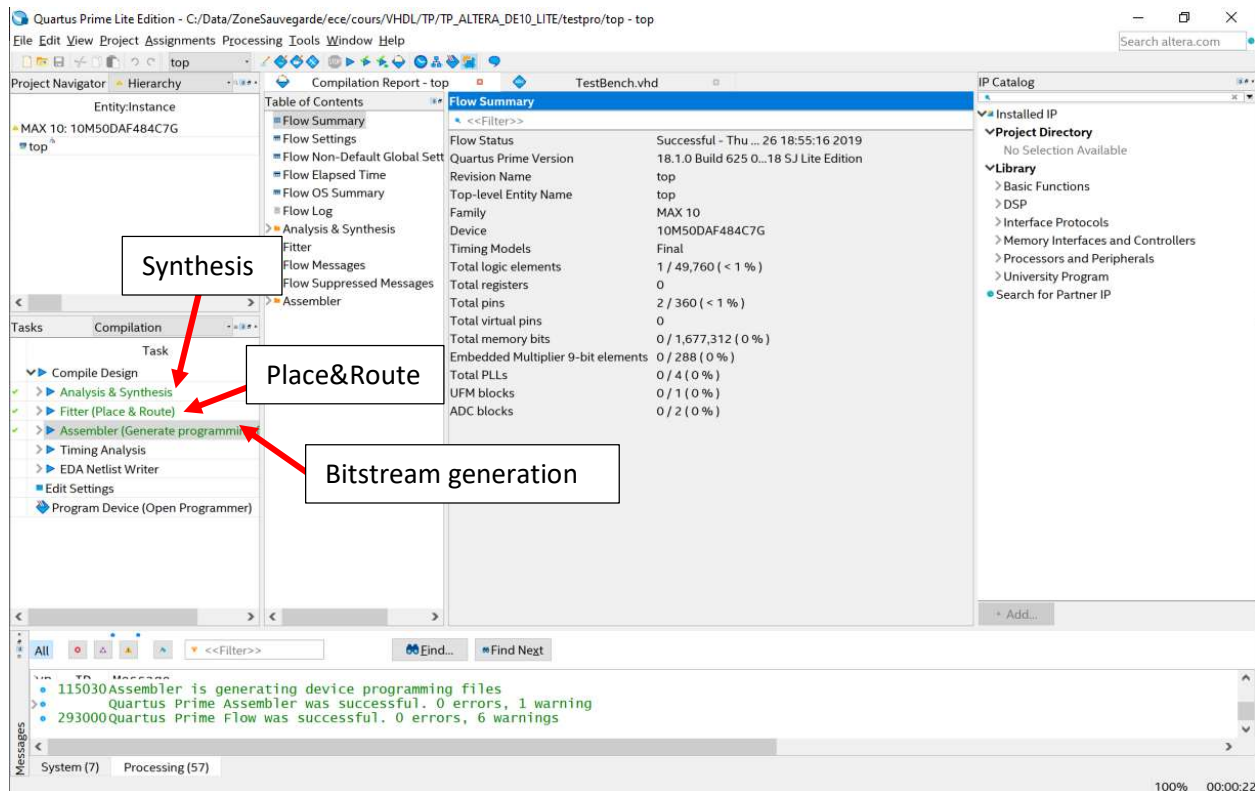 Quartus Prime Lite Edition - C:/Data/ZoneSauvegarde/ece/cours/VHDL/TP/TP_ALTERA_DE10_LITE/testpro/top - top
File Edit View Project Assignments Processing Tools Window Help
Search altera.com
top
Project Navigator Hierarchy
Entity:Instance
MAX 10: 10M50DAF484C7G
top
Synthesis
Tasks Compilation
Task
Compile Design
Analysis & Synthesis
Fitter (Place & Route)
Assembler (Generate programming
Timing Analysis
EDA Netlist Writer
Edit Settings
Program Device (Open Programmer)
Place&Route
Bitstream generation
Compilation Report - top
TestBench.vhd
Table of Contents
Flow Summary
Flow Settings
Flow Non-Default Global Sett
Flow Elapsed Time
Flow OS Summary
Flow Log
Analysis & Synthesis
Fitter
Flow Messages
Flow Suppressed Messages
Assembler
Flow Summary
<<Filter>>
Flow Status Successful - Thu ... 26 18:55:16 2019
Quartus Prime Version 18.1.0 Build 625 0...18 SJ Lite Edition
Revision Name top
Top-level Entity Name top
Family MAX 10
Device 10M50DAF484C7G
Timing Models Final
Total logic elements 1 / 49,760 ( < 1 % )
Total registers 0
Total pins 2 / 360 ( < 1 % )
Total virtual pins 0
Total memory bits 0 / 1,677,312 ( 0 % )
Embedded Multiplier 9-bit elements 0 / 288 ( 0 % )
Total PLLs 0 / 4 ( 0 % )
UFM blocks 0 / 1 ( 0 % )
ADC blocks 0 / 2 ( 0 % )
IP Catalog
Installed IP
Project Directory
No Selection Available
Library
Basic Functions
DSP
Interface Protocols
Memory Interfaces and Controllers
Processors and Peripherals
University Program
Search for Partner IP
+ Add...
All <<Filter>> Find... Find Next
ID Message
115030 Assembler is generating device programming files
Quartus Prime Assembler was successful. 0 errors, 1 warning
293000 Quartus Prime Flow was successful. 0 errors, 6 warnings
Messages
System (7) Processing (57)
100% 00:00:22